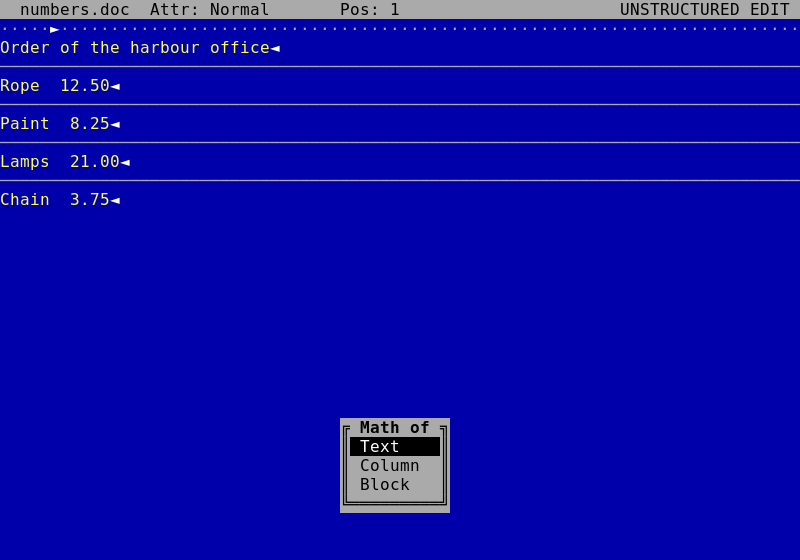 numbers.doc  Attr: Normal       Pos: 1                      UNSTRUCTURED EDIT
Order of the harbour office◄
Rope  12.50◄
Paint  8.25◄
Lamps  21.00◄
Chain  3.75◄
Math of
Text
Column
Block